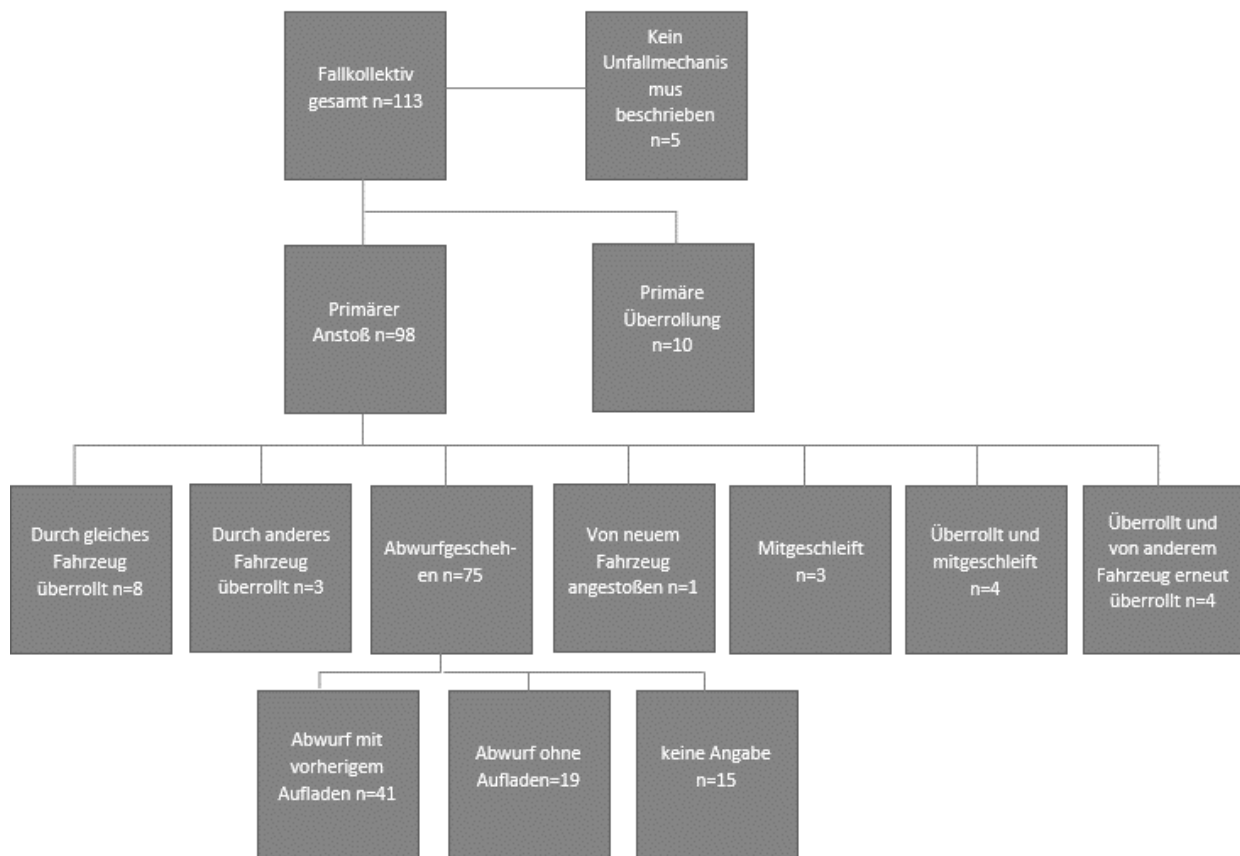 Fallkollektiv
gesamt n=113
Kein
Unfallmechanis
mus
beschrieben
n=5
Primärer
Anstoß n=98
Primäre
Überrollung
n=10
Durch gleiches
Fahrzeug
überrollt n=8
Durch anderes
Fahrzeug
überrollt n=3
Abwurfgescheh-
en n=75
Von neuem
Fahrzeug
angestoßen n=1
Mitgeschleift
n=3
Überrollt und
mitgeschleift
n=4
Überrollt und
von anderem
Fahrzeug erneut
überrollt n=4
Abwurf mit
vorherigem
Aufladen n=41
Abwurf ohne
Aufladen=19
keine Angabe
n=15